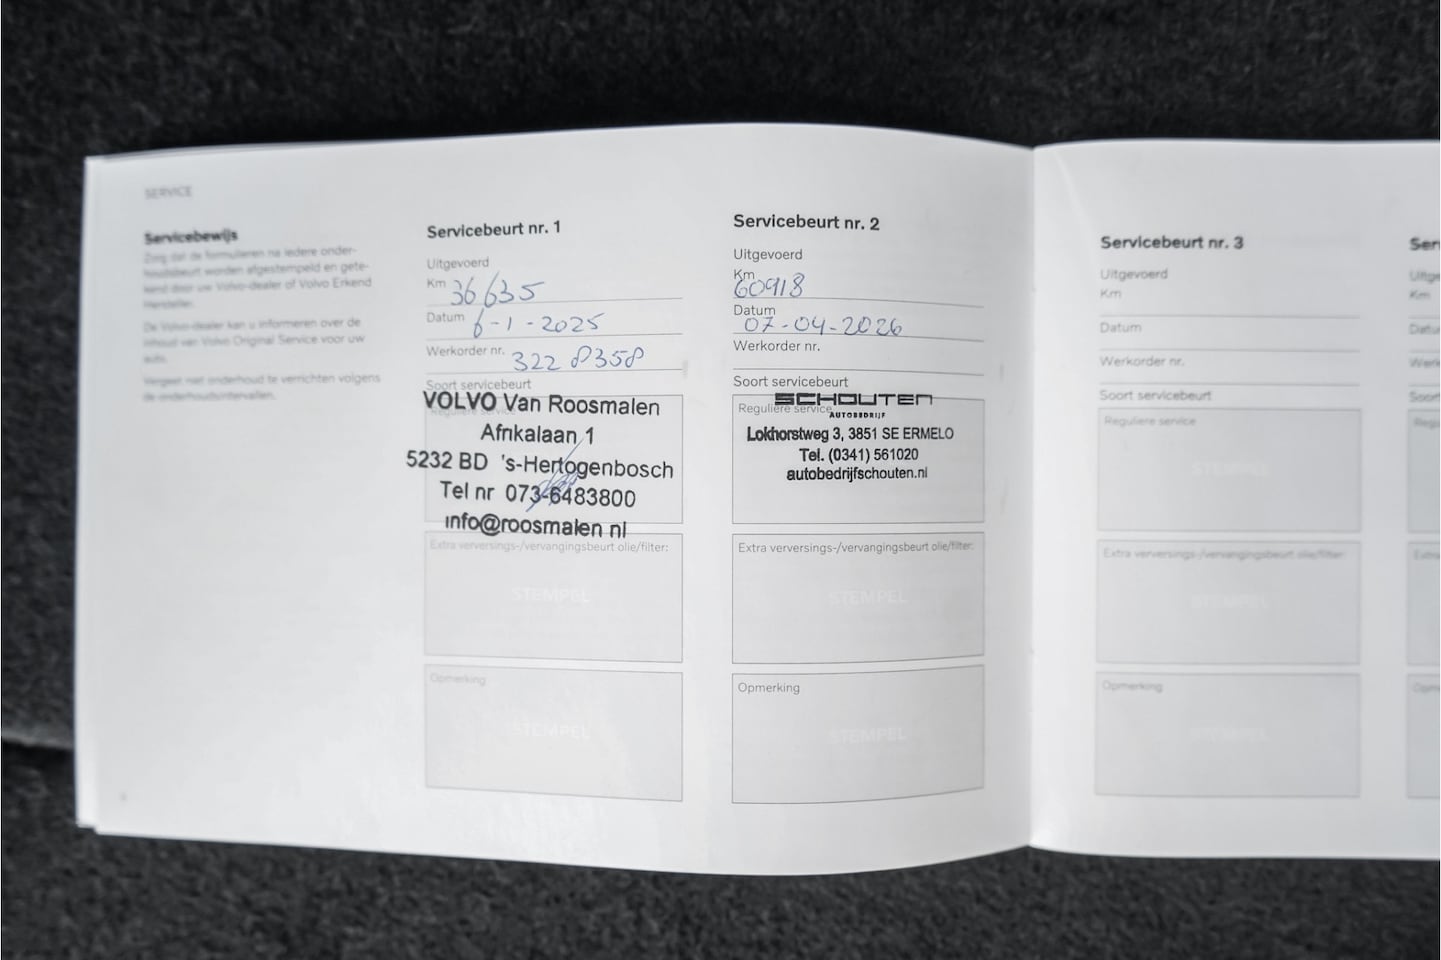 SERVICE
Servicebewijs
Zorg dat de formulieren na iedere onder-
houdsbeurt worden afgestempeld en gete-
kend door uw Volvo-dealer of Volvo Erkend
Hersteller.
De Volvo-dealer kan u informeren over de
inhoud van Volvo Original Service voor uw
auto.
Vergeet niet onderhoud te verrichten volgens
de onderhoudsintervallen.
Servicebeurt nr. 1
Uitgevoerd
Km 36635
Datum 6-1-2025
Werkorder nr. 3228358
Soort servicebeurt
Reguliere service
VOLVO Van Roosmalen
Afrikalaan 1
5232 BD 's-Hertogenbosch
Tel nr 073-6483800
info@roosmalen nl
Extra verversings-/vervangingsbeurt olie/filter:
STEMPEL
Opmerking
STEMPEL
Servicebeurt nr. 2
Uitgevoerd
Km 60918
Datum 07-04-2026
Werkorder nr.
Soort servicebeurt
Reguliere service
SCHOUTEN
AUTOBEDRIJF
Lokhorstweg 3, 3851 SE ERMELO
Tel. (0341) 561020
autobedrijfschouten.nl
Extra verversings-/vervangingsbeurt olie/filter:
STEMPEL
Opmerking
STEMPEL
Servicebeurt nr. 3
Uitgevoerd
Km
Datum
Werkorder nr.
Soort servicebeurt
Reguliere service
STEMPEL
Extra verversings-/vervangingsbeurt olie/filter:
STEMPEL
Opmerking
STEMPEL